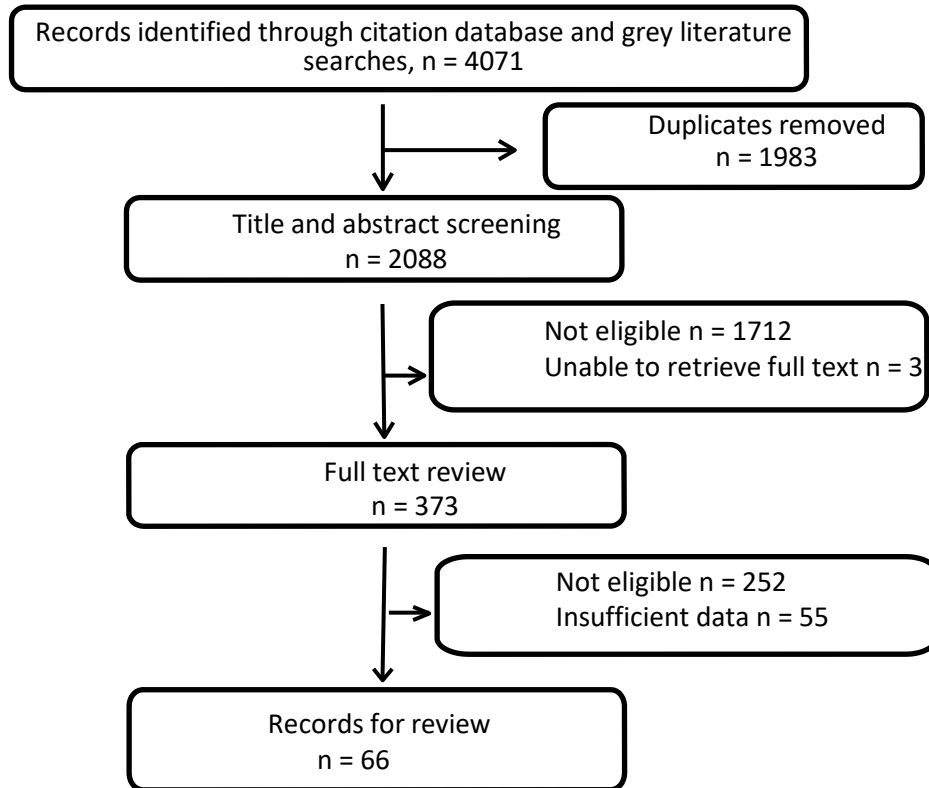 Records identified through citation database and grey literature
searches, n = 4071
Duplicates removed
n = 1983
Title and abstract screening
n = 2088
Not eligible n = 1712
Unable to retrieve full text n = 3
Full text review
n = 373
Not eligible n = 252
Insufficient data n = 55
Records for review
n = 66